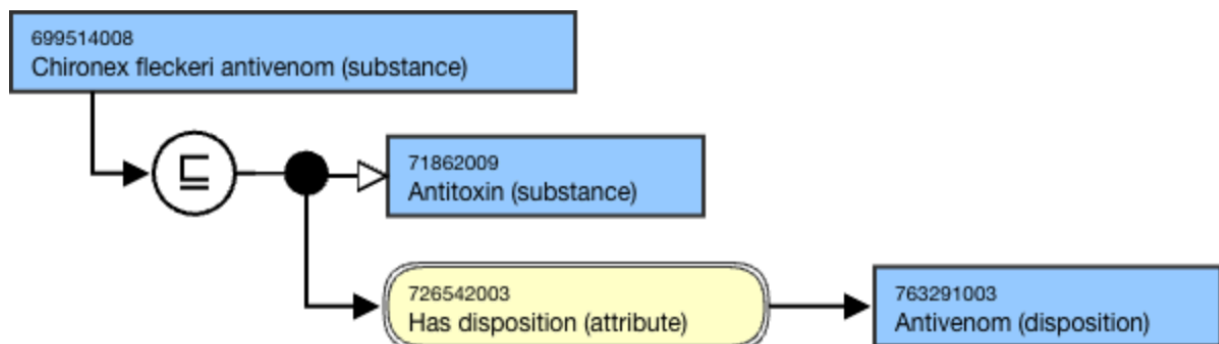 699514008
Chironex fleckeri antivenom (substance)
⊑
71862009
Antitoxin (substance)
726542003
Has disposition (attribute)
763291003
Antivenom (disposition)